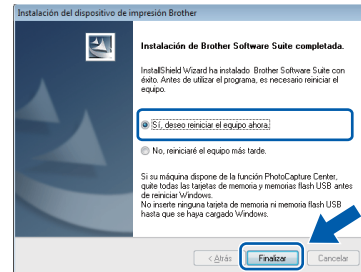 Instalación del dispositivo de impresión Brother
Instalación de Brother Software Suite completada.
InstallShield Wizard ha instalado Brother Software Suite con
éxito. Antes de utilizar el programa, es necesario reiniciar el
equipo.
Sí, deseo reiniciar el equipo ahora.
No, reiniciaré el equipo más tarde.
Si su máquina dispone de la función PhotoCapture Center,
quite todas las tarjetas de memoria y memorias flash USB antes
de reiniciar Windows.
No inserte ninguna tarjeta de memoria ni memoria flash USB
hasta que se haya cargado Windows.
< Atrás Finalizar Cancelar